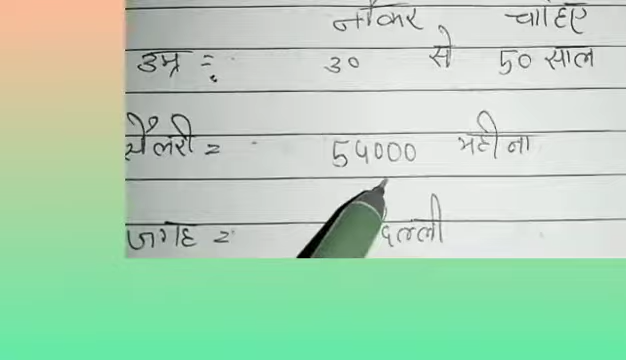 नौकर चाहिए
उम्र = 30 से 50 साल
सैलरी = 54000 महीना
जगह = दिल्ली